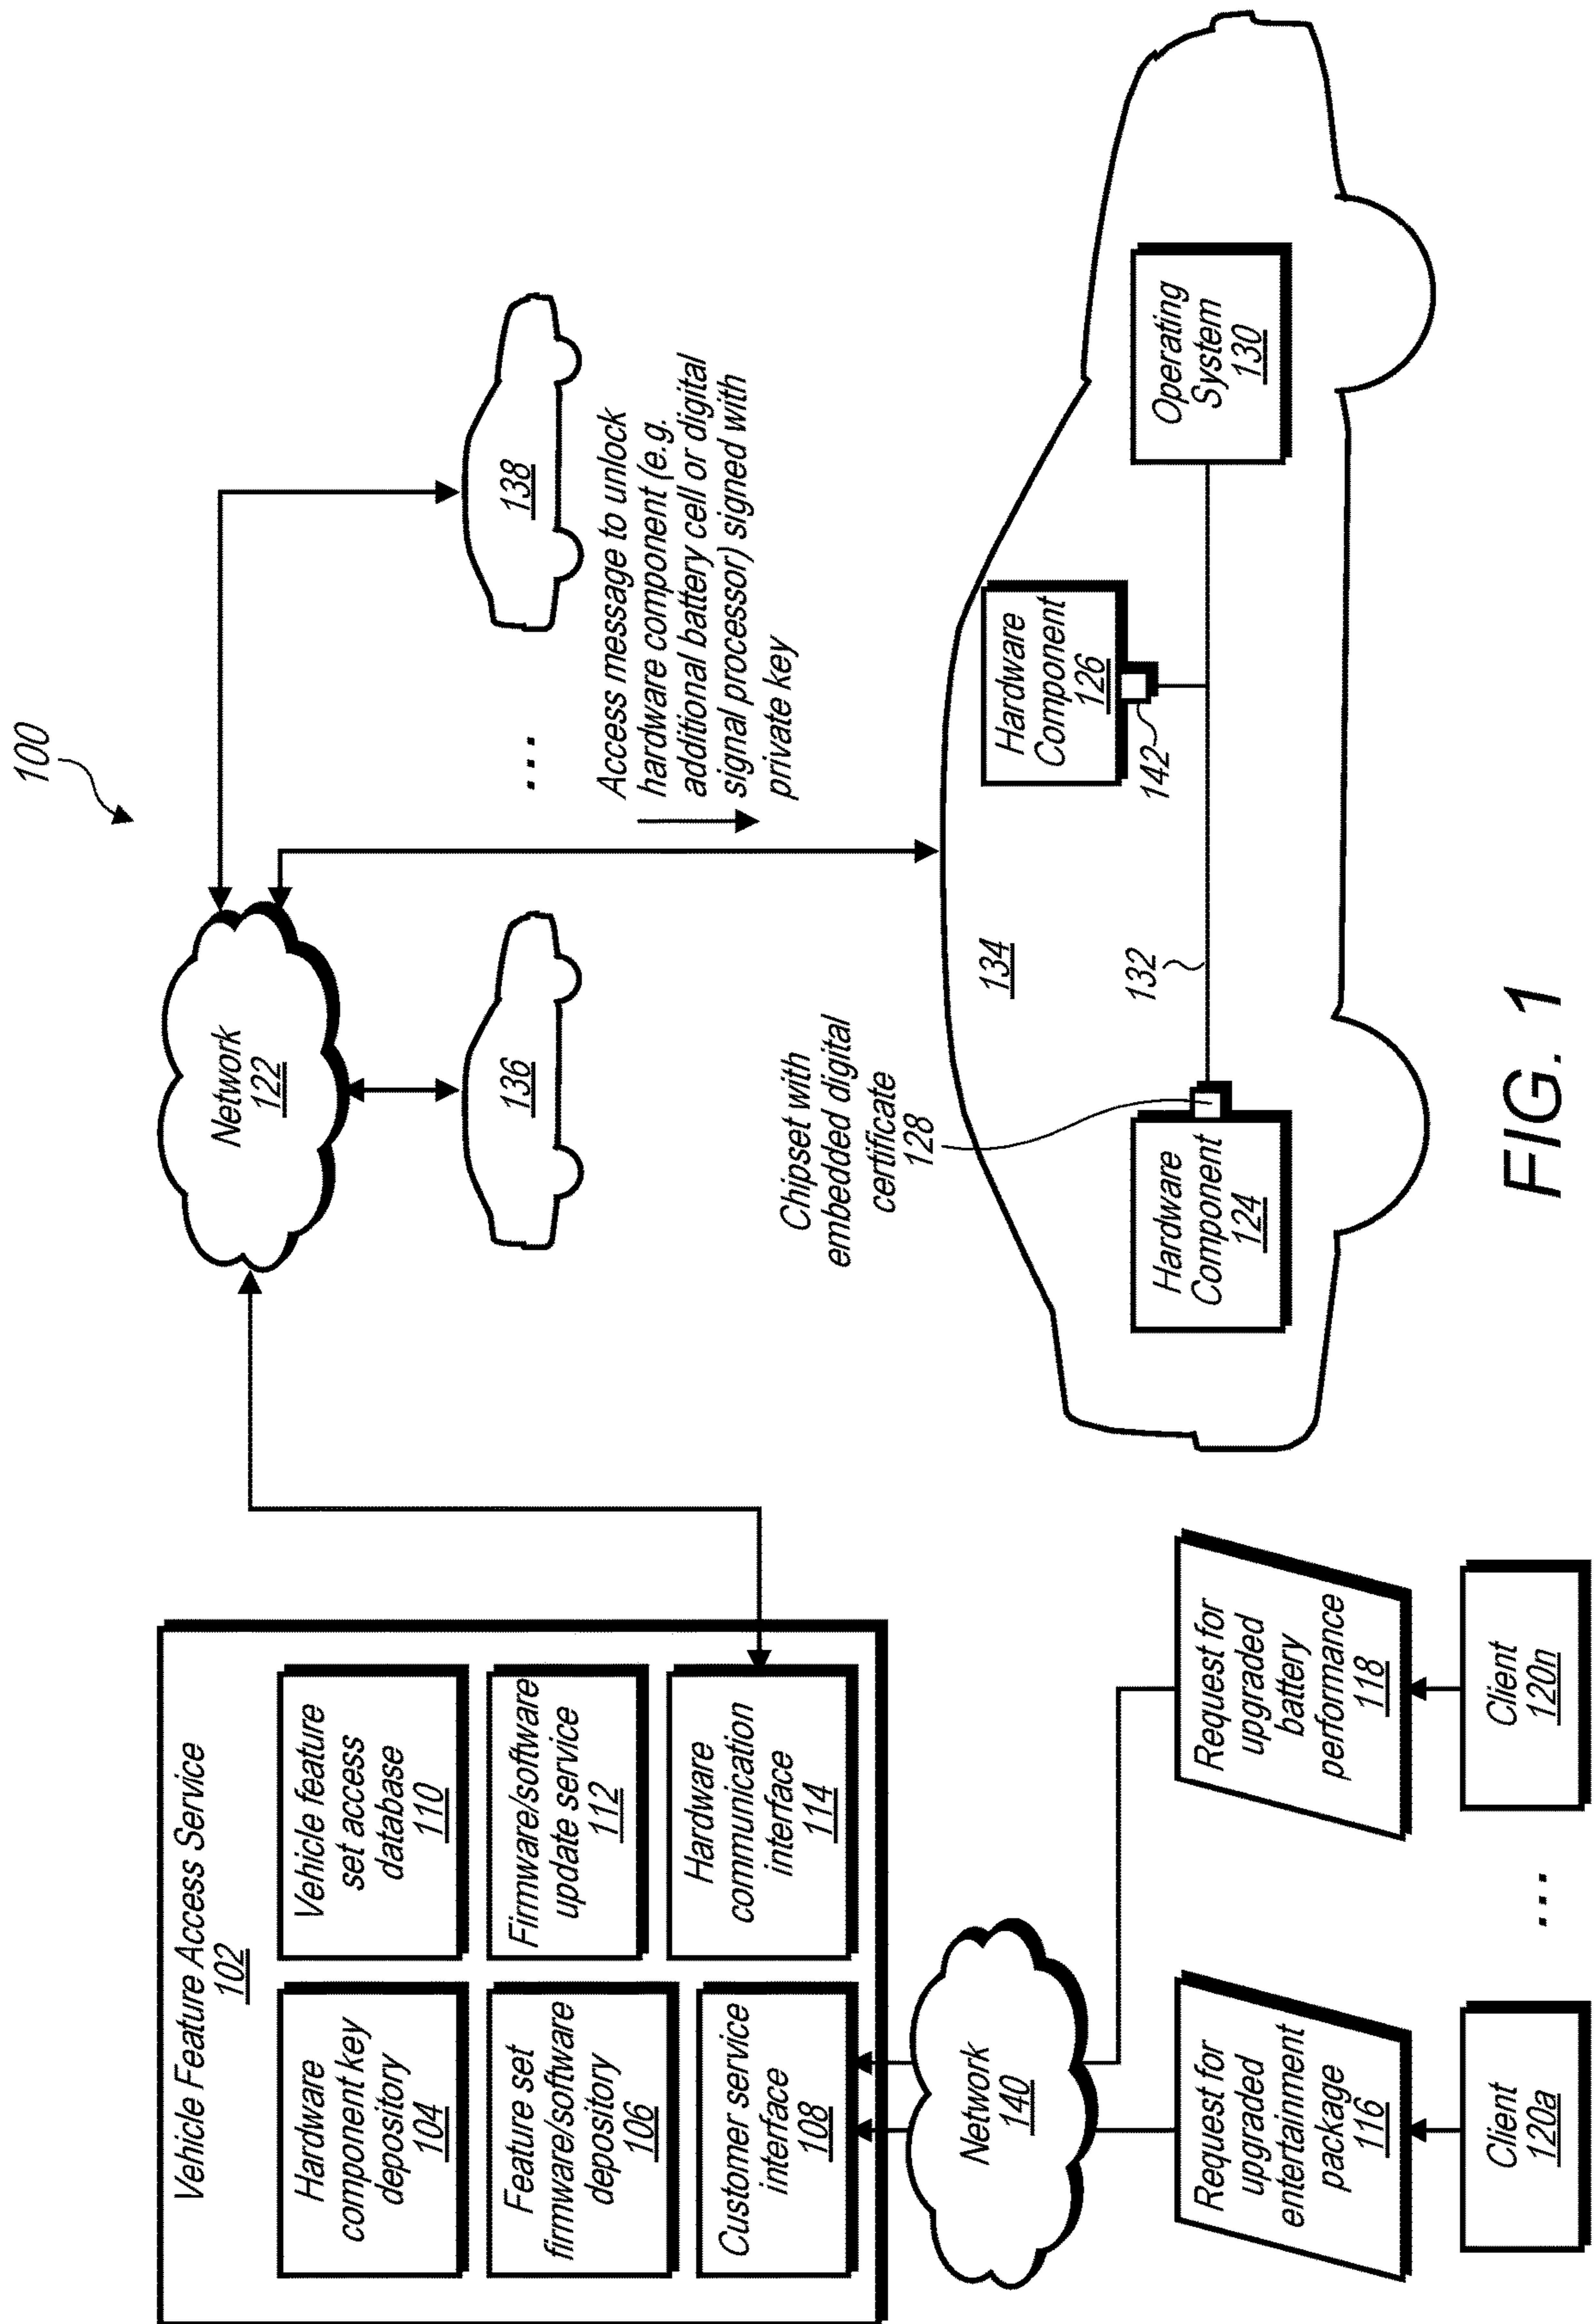 100
Vehicle Feature Access Service
102
Hardware
component key
depository
104
Vehicle feature
set access
database
110
Feature set
firmware/software
depository
106
Firmware/software
update service
112
Customer service
interface
108
Hardware
communication
interface
114
Network
140
Request for
upgraded
entertainment
package
116
Request for
upgraded
battery
performance
118
Client
120a
...
Client
120n
Network
122
136
...
138
Access message to unlock
hardware component (e.g.
additional battery cell or digital
signal processor) signed with
private key
Chipset with
embedded digital
certificate
128
134
Hardware
Component
124
132
Hardware
Component
126
142
Operating
System
130
FIG. 1